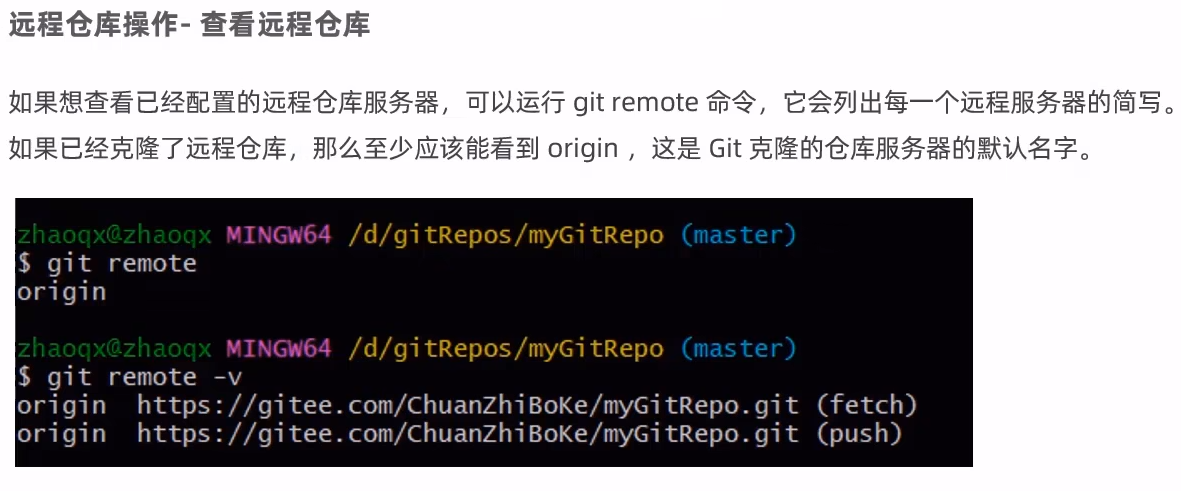 远程仓库操作- 查看远程仓库
如果想查看已经配置的远程仓库服务器，可以运行 git remote 命令，它会列出每一个远程服务器的简写。
如果已经克隆了远程仓库，那么至少应该能看到 origin ，这是 Git 克隆的仓库服务器的默认名字。
zhaoqx@zhaoqx MINGW64 /d/gitRepos/myGitRepo (master)
$ git remote
origin
zhaoqx@zhaoqx MINGW64 /d/gitRepos/myGitRepo (master)
$ git remote -v
origin  https://gitee.com/ChuanZhiBoKe/myGitRepo.git (fetch)
origin  https://gitee.com/ChuanZhiBoKe/myGitRepo.git (push)